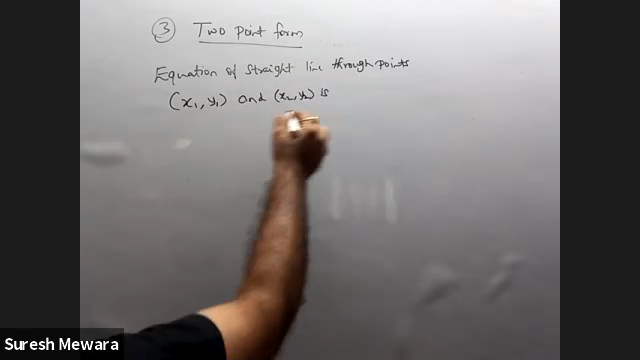 ③ Two point form
Equation of straight line through points
(x₁, y₁) and (x₂, y₂) is
Suresh Mewara